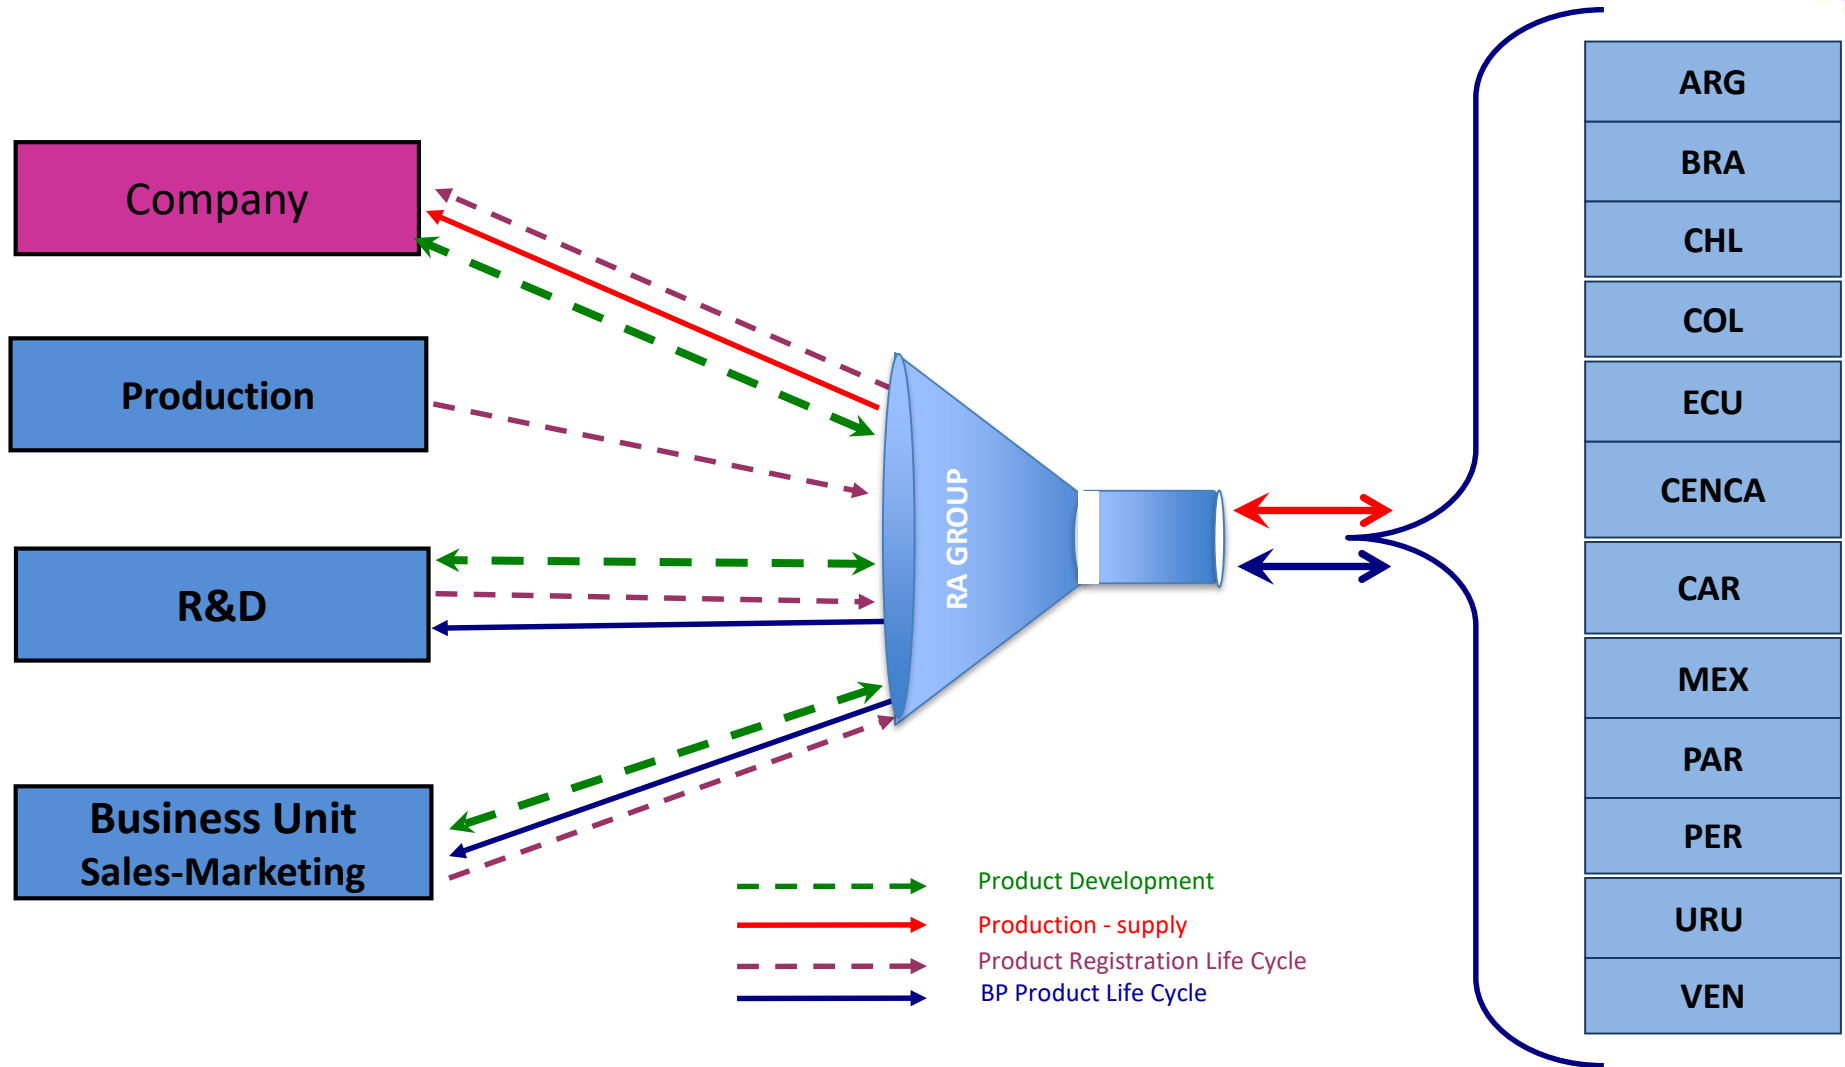 Company
Production
R&D
Business Unit
Sales-Marketing
RA GROUP
ARG
BRA
CHL
COL
ECU
CENCA
CAR
MEX
PAR
PER
URU
VEN
Product Development
Production - supply
Product Registration Life Cycle
BP Product Life Cycle